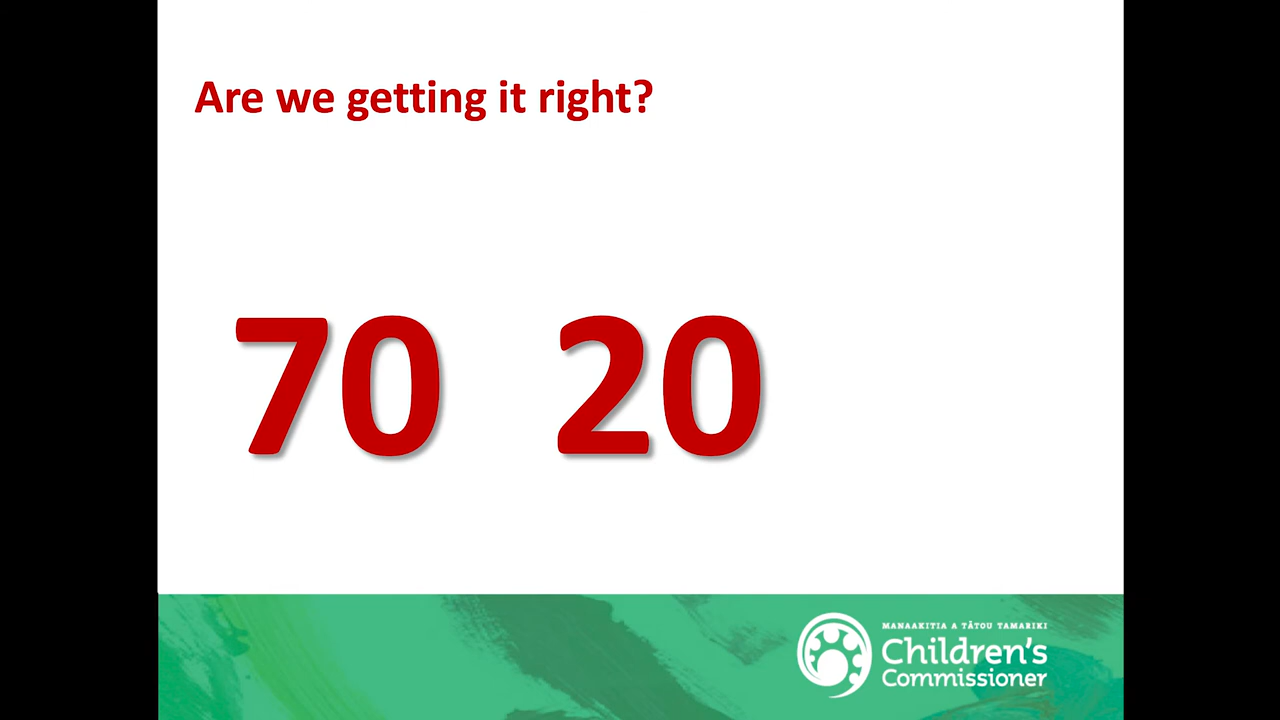 Are we getting it right?
70 20
MANAAKITIA A TĀTOU TAMARIKI
Children's
Commissioner